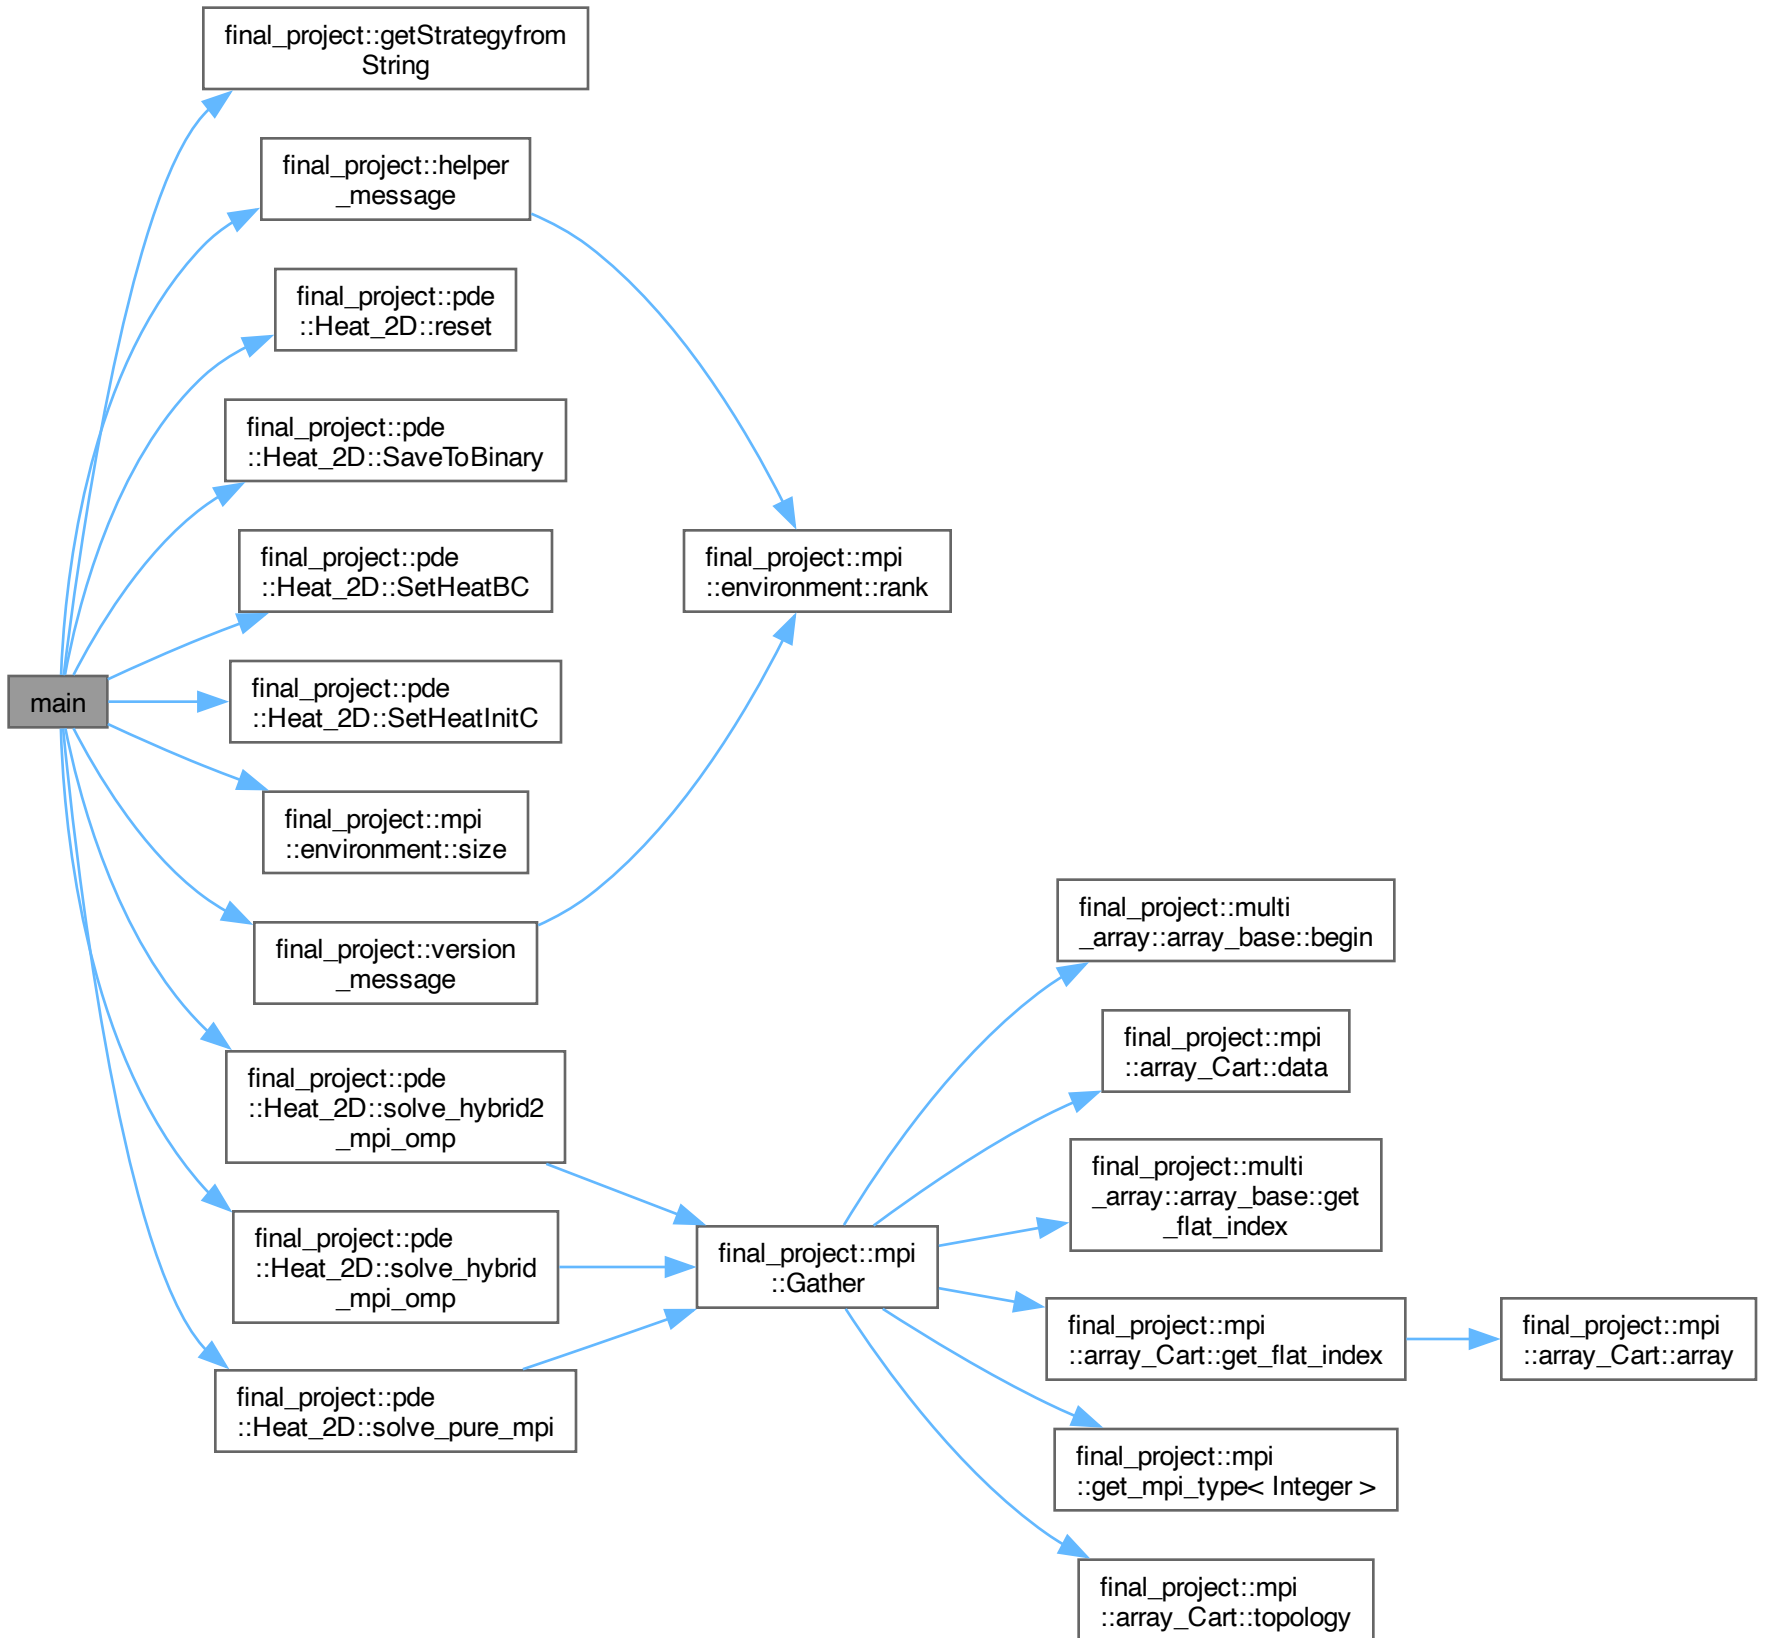 final_project::getStrategyfrom
String
final_project::helper
_message
final_project::pde
::Heat_2D::reset
final_project::pde
::Heat_2D::SaveToBinary
final_project::pde
::Heat_2D::SetHeatBC
final_project::mpi
::environment::rank
main
final_project::pde
::Heat_2D::SetHeatInitC
final_project::mpi
::environment::size
final_project::version
_message
final_project::pde
::Heat_2D::solve_hybrid2
_mpi_omp
final_project::pde
::Heat_2D::solve_hybrid
_mpi_omp
final_project::pde
::Heat_2D::solve_pure_mpi
final_project::mpi
::Gather
final_project::multi
_array::array_base::begin
final_project::mpi
::array_Cart::data
final_project::multi
_array::array_base::get
_flat_index
final_project::mpi
::array_Cart::get_flat_index
final_project::mpi
::array_Cart::array
final_project::mpi
::get_mpi_type< Integer >
final_project::mpi
::array_Cart::topology